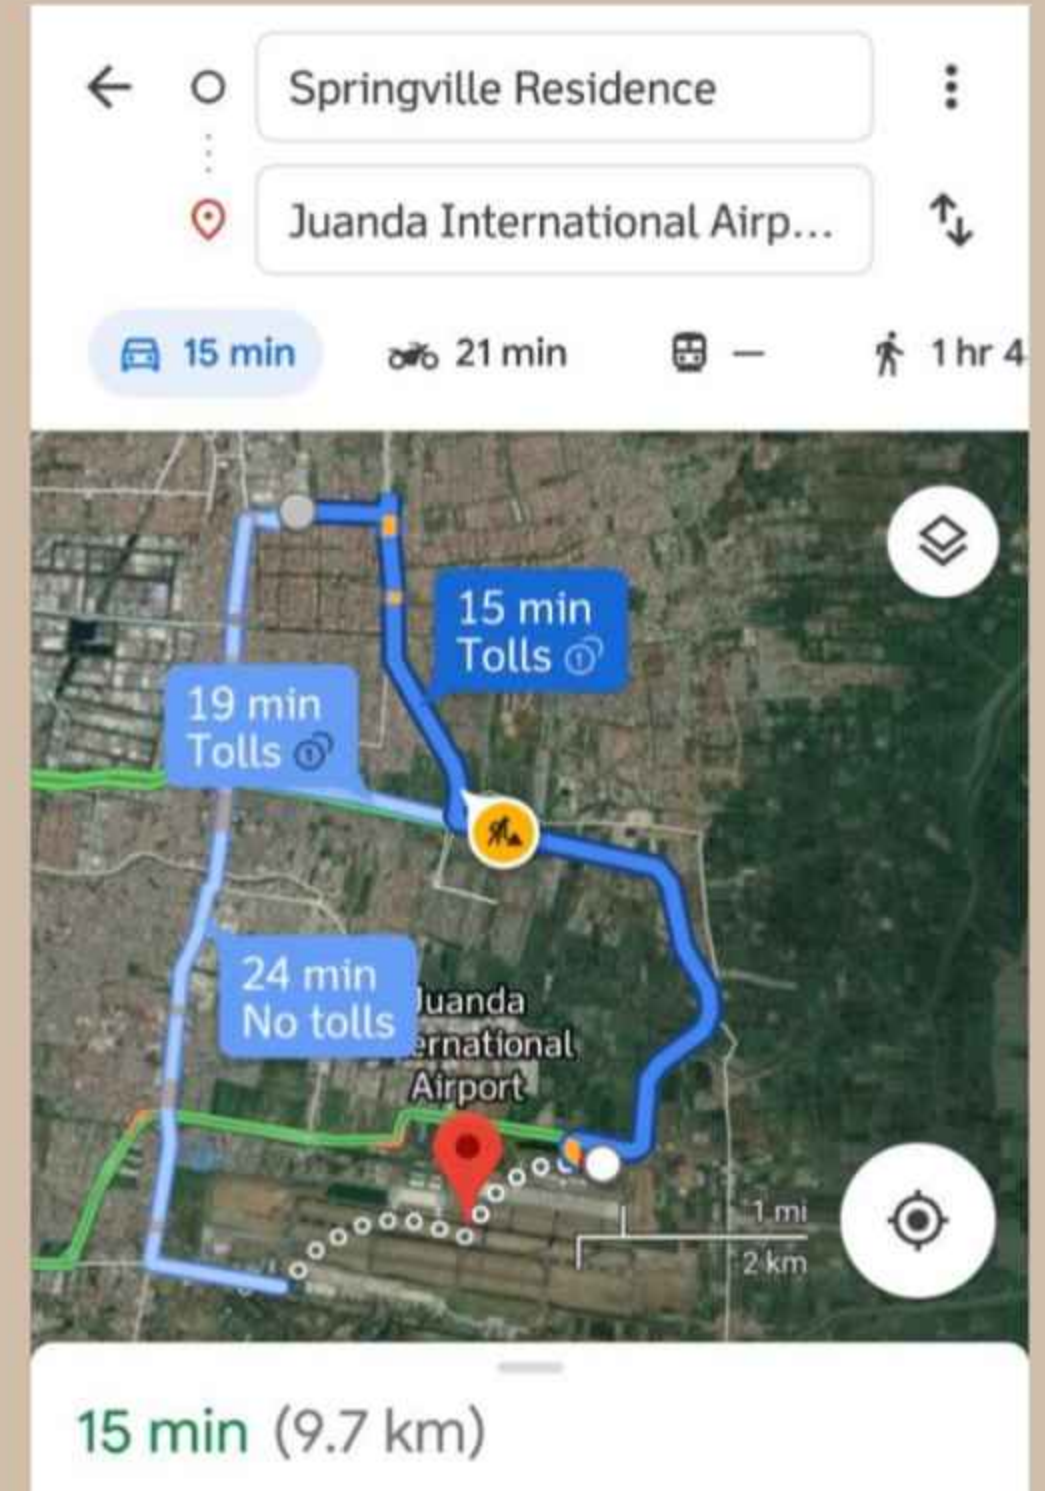 Springville Residence
Juanda International Airp...
15 min
21 min
—
1 hr 4
15 min
Tolls
19 min
Tolls
24 min
No tolls
Juanda
ernational
Airport
1 mi
2 km
15 min (9.7 km)